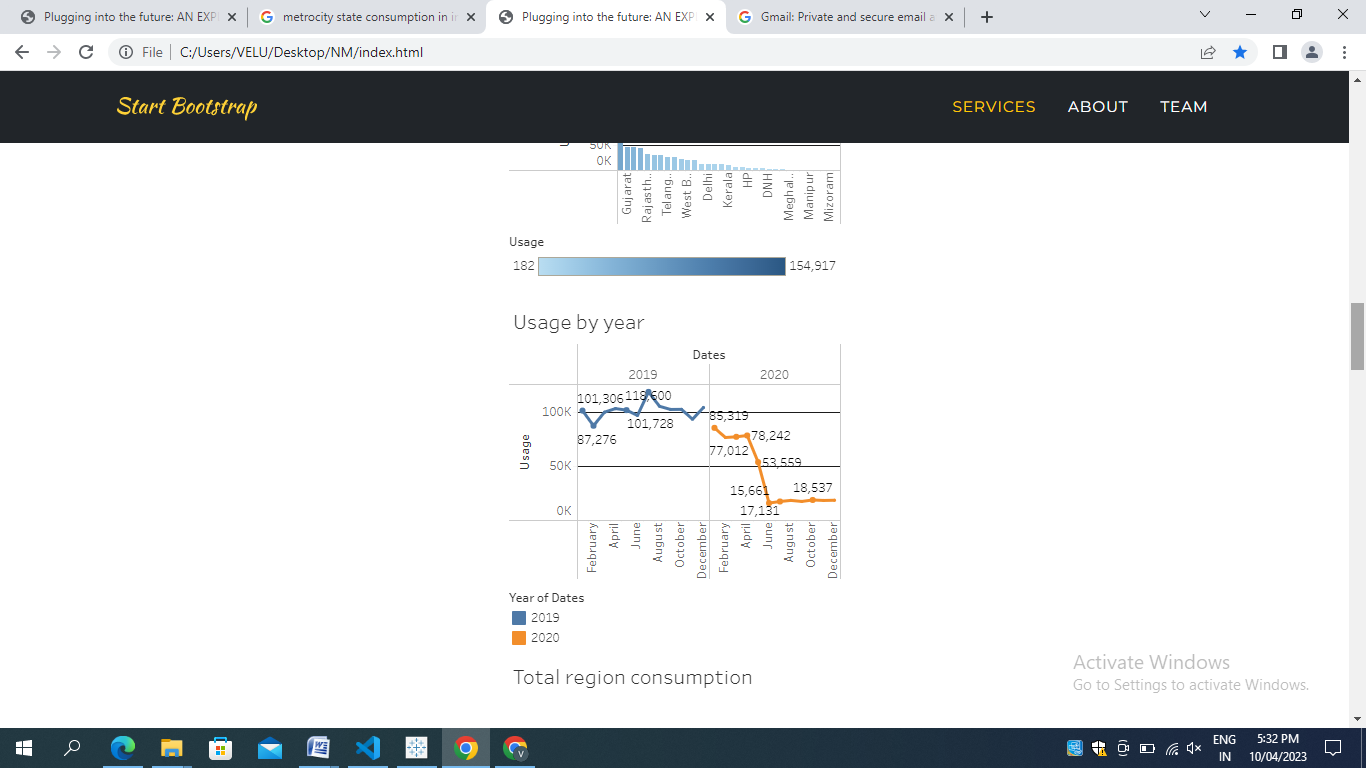 Plugging into the future: AN EXP
metrocity state consumption in i
Plugging into the future: AN EXP
Gmail: Private and secure email a
File
C:/Users/VELU/Desktop/NM/index.html
Start Bootstrap
SERVICES
ABOUT
TEAM
50K
0K
Gujarat
Rajasth..
Telang..
West B..
Delhi
Kerala
HP
DNH
Meghal..
Manipur
Mizoram
Usage
182
154,917
Usage by year
Dates
2019
2020
Usage
100K
50K
0K
101,306
118,600
101,728
87,276
85,319
78,242
77,012
53,559
15,661
18,537
17,131
February
April
June
August
October
December
February
April
June
August
October
December
Year of Dates
2019
2020
Total region consumption
Activate Windows
Go to Settings to activate Windows.
V
ENG
IN
5:32 PM
10/04/2023